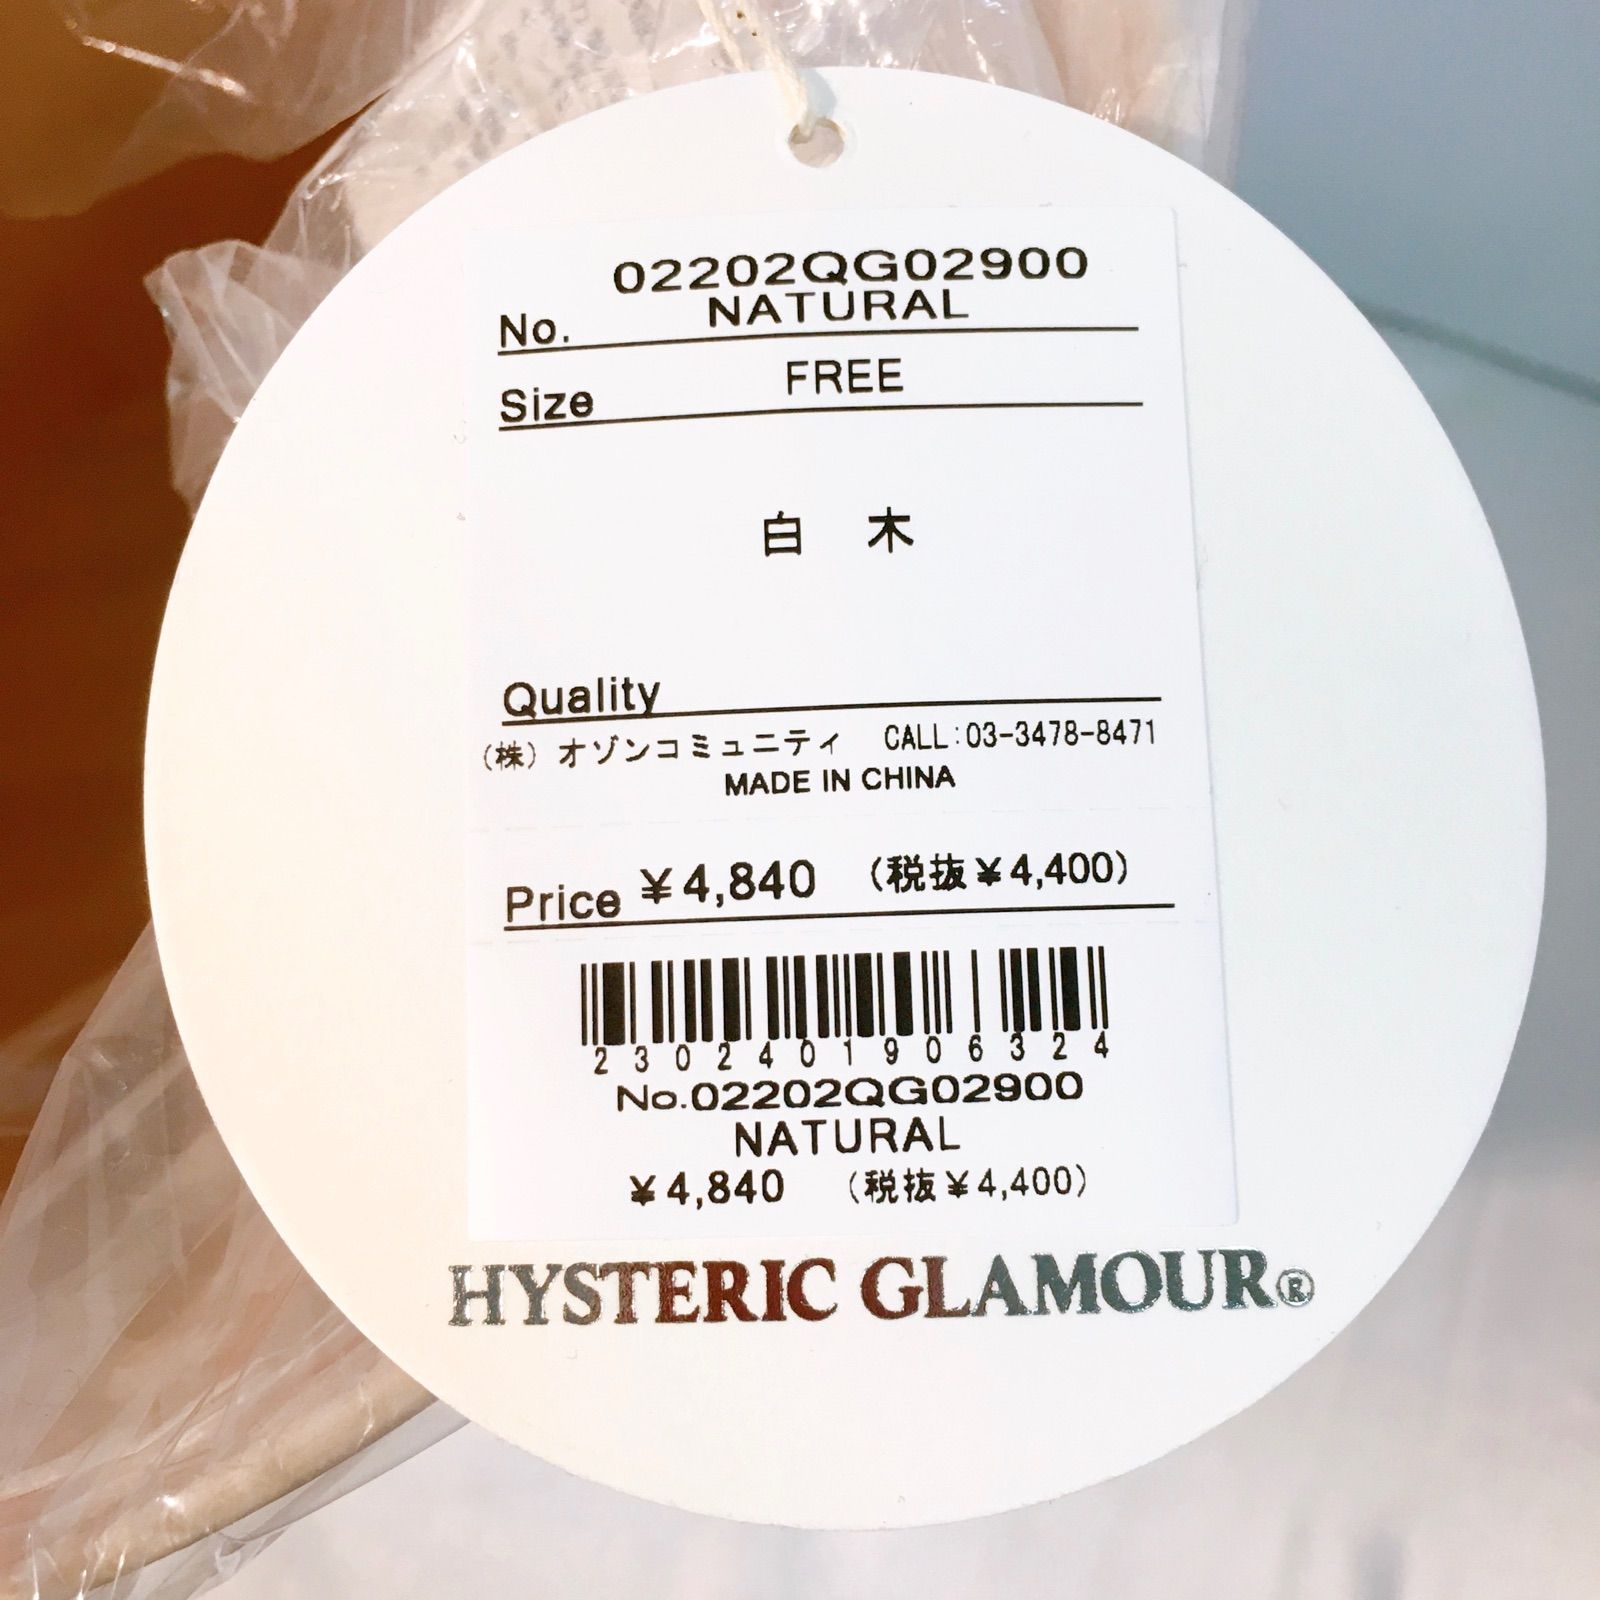 02202QG02900
No. NATURAL
Size FREE
白 木
Quality
（株）オゾンコミュニティ CALL:03-3478-8471
MADE IN CHINA
Price ¥4,840 （税抜¥4,400）
2302401906324
No.02202QG02900
NATURAL
¥4,840 （税抜¥4,400）
HYSTERIC GLAMOUR®